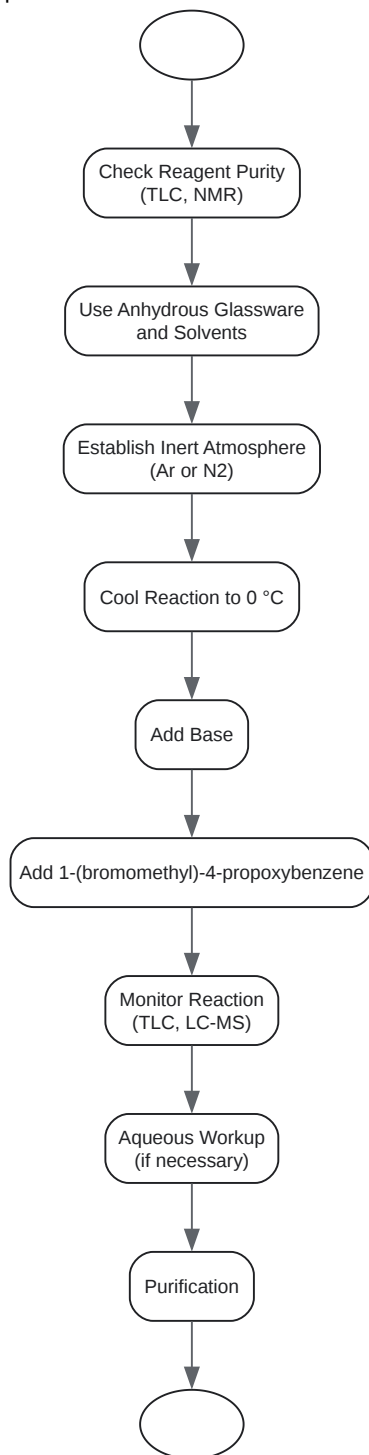 Check Reagent Purity
(TLC, NMR)
Use Anhydrous Glassware
and Solvents
Establish Inert Atmosphere
(Ar or N2)
Cool Reaction to 0 °C
Add Base
Add 1-(bromomethyl)-4-propoxybenzene
Monitor Reaction
(TLC, LC-MS)
Aqueous Workup
(if necessary)
Purification